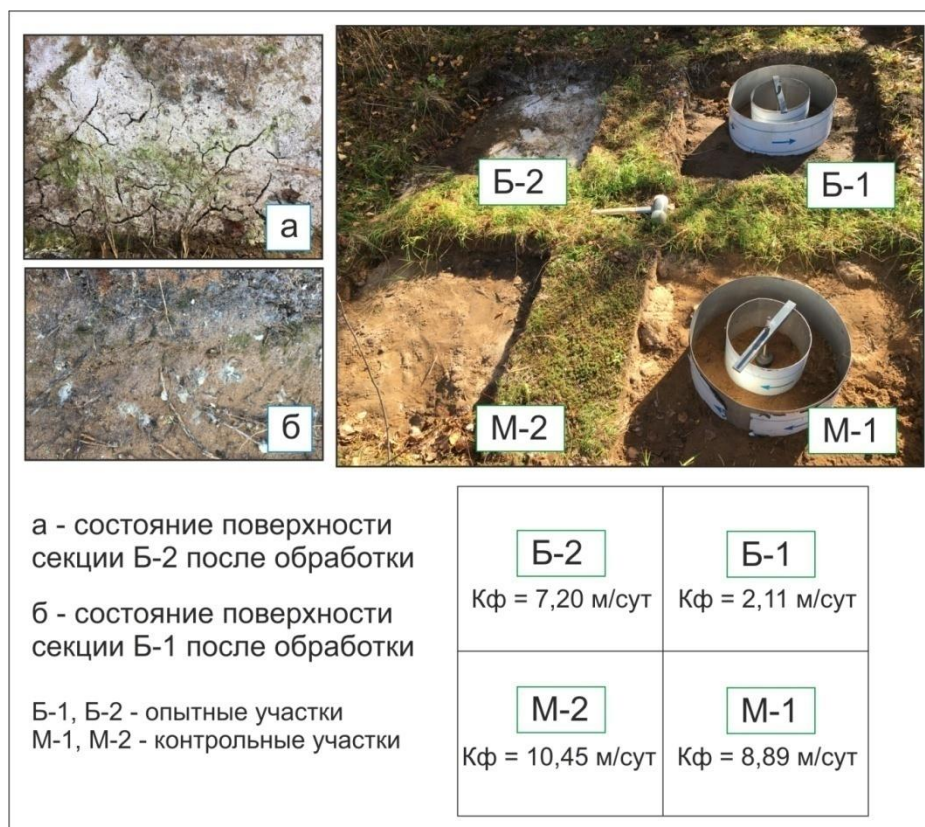 а
б
Б-2
Б-1
М-2
М-1
а - состояние поверхности
секции Б-2 после обработки
б - состояние поверхности
секции Б-1 после обработки
Б-1, Б-2 - опытные участки
М-1, М-2 - контрольные участки
Б-2
Кф = 7,20 м/сут
Б-1
Кф = 2,11 м/сут
М-2
Кф = 10,45 м/сут
М-1
Кф = 8,89 м/сут